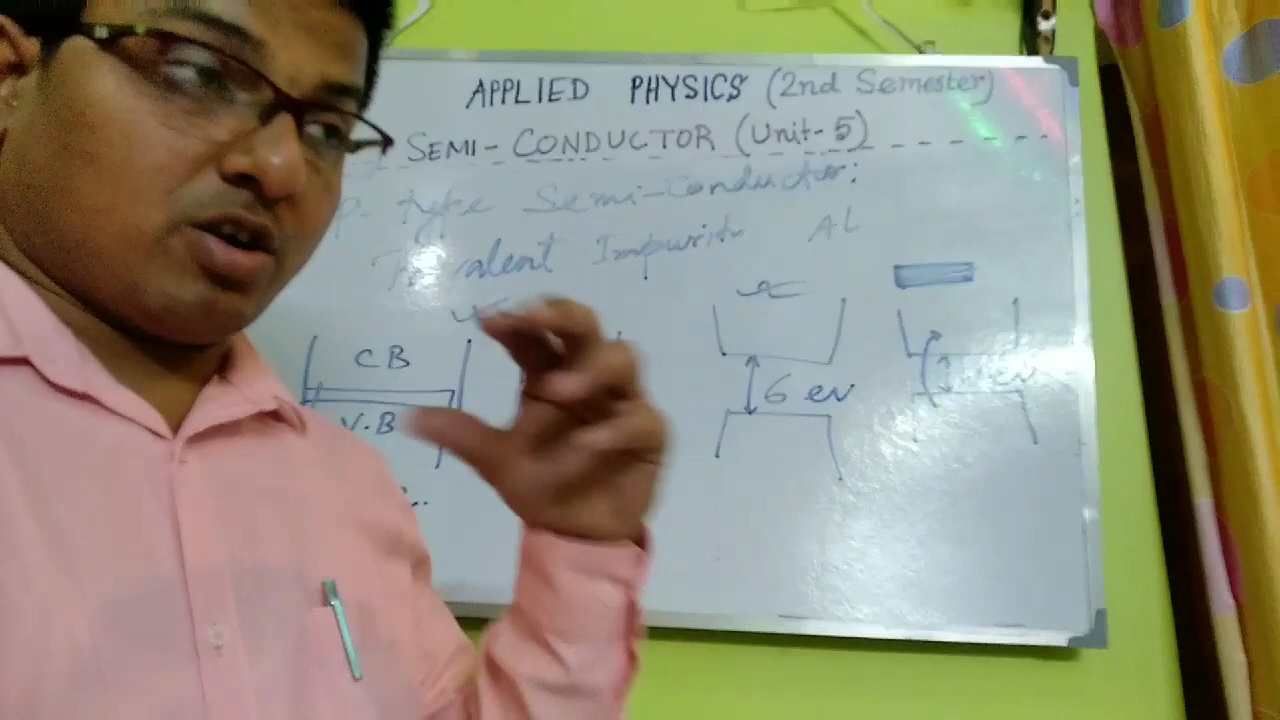 APPLIED PHYSICS (2nd Semester)
SEMI-CONDUCTOR (Unit-5)
p-type Semi-Conductor:
Impurity AL
CB
V.B
6 ev